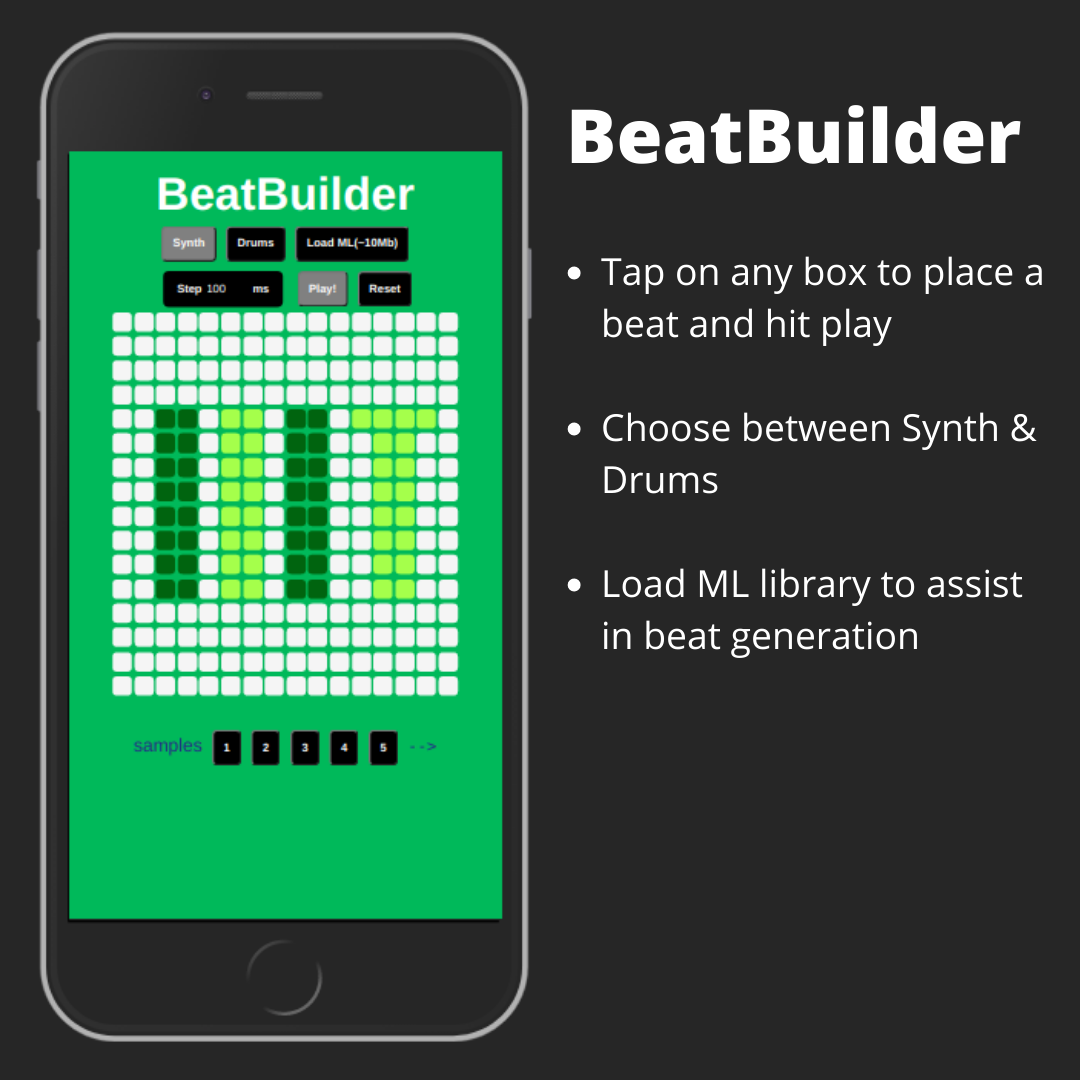 BeatBuilder
Synth Drums Load ML(~10Mb)
Step 100 ms Play! Reset
samples 1 2 3 4 5 -->
BeatBuilder
• Tap on any box to place a
beat and hit play
• Choose between Synth &
Drums
• Load ML library to assist
in beat generation